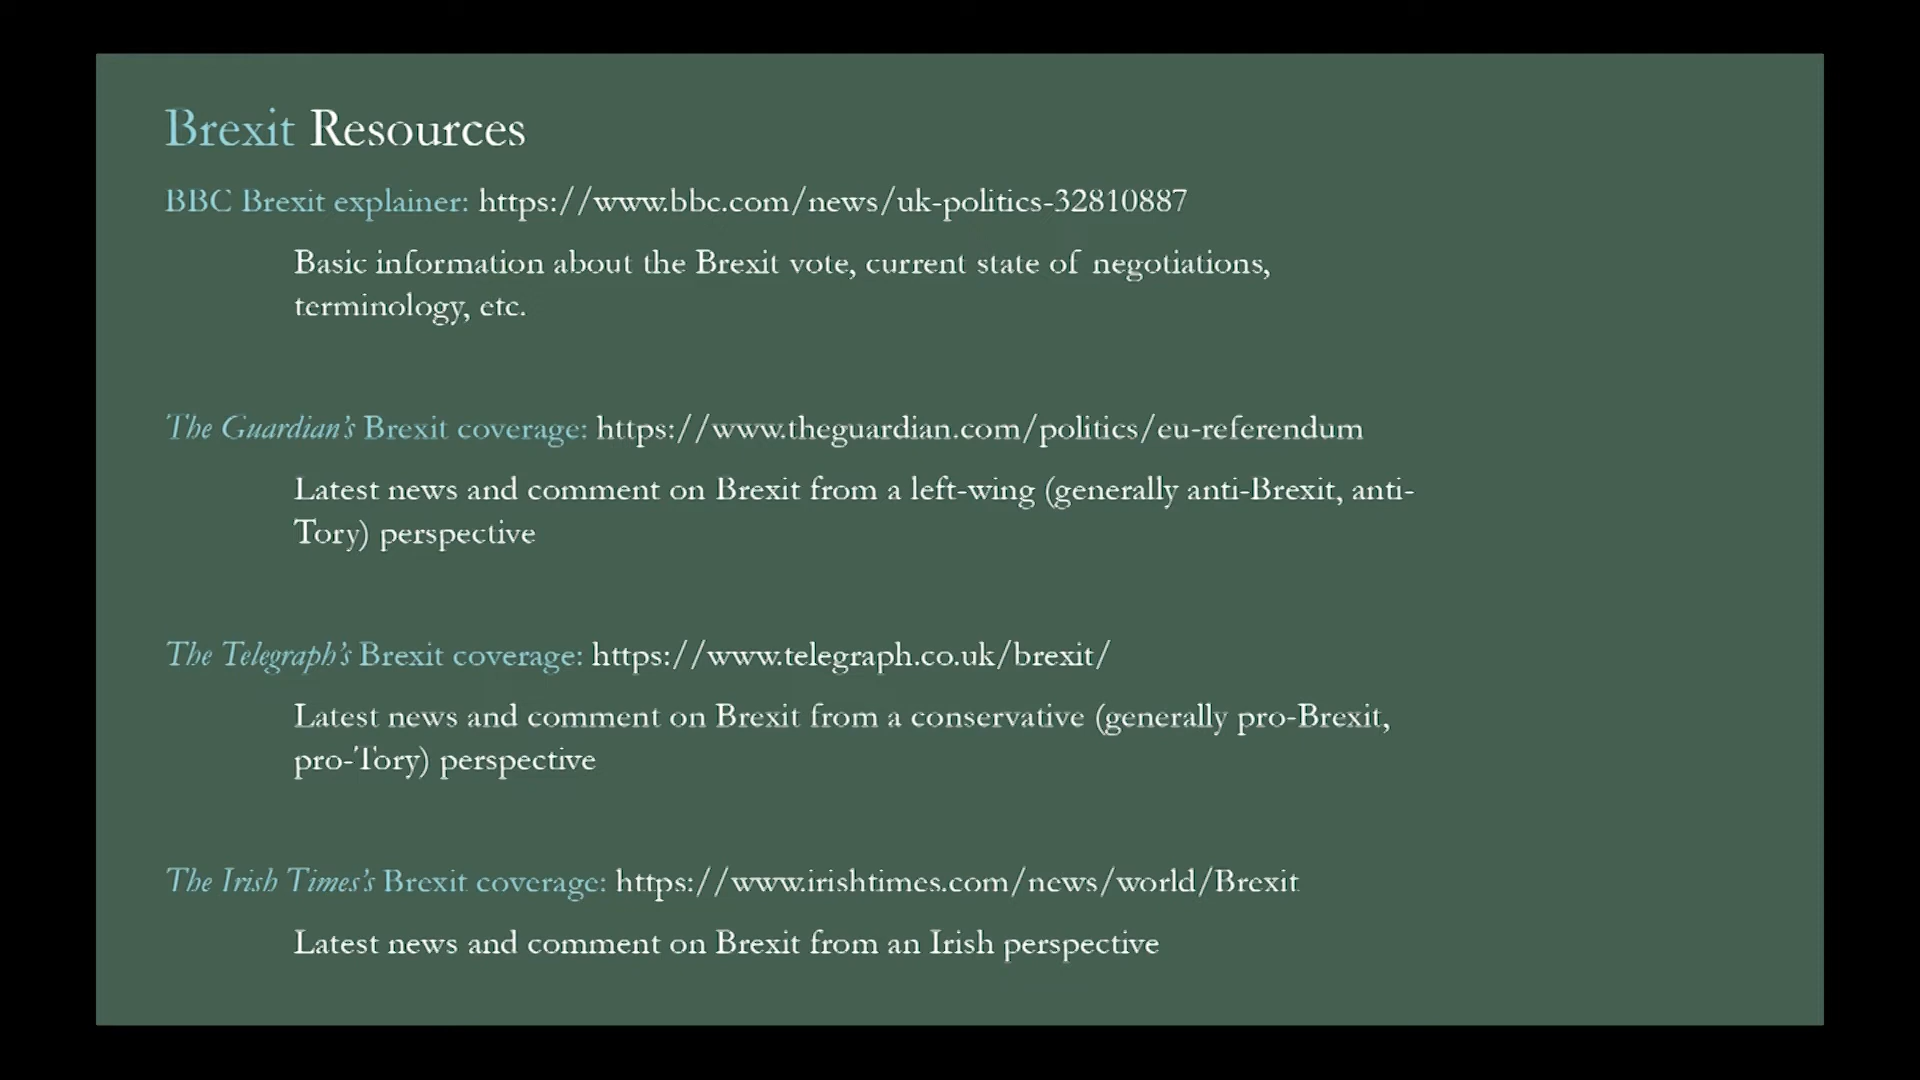 Brexit Resources
BBC Brexit explainer: https://www.bbc.com/news/uk-politics-32810887
Basic information about the Brexit vote, current state of negotiations,
terminology, etc.
The Guardian’s Brexit coverage: https://www.theguardian.com/politics/eu-referendum
Latest news and comment on Brexit from a left-wing (generally anti-Brexit, anti-
Tory) perspective
The Telegraph’s Brexit coverage: https://www.telegraph.co.uk/brexit/
Latest news and comment on Brexit from a conservative (generally pro-Brexit,
pro-Tory) perspective
The Irish Times’s Brexit coverage: https://www.irishtimes.com/news/world/Brexit
Latest news and comment on Brexit from an Irish perspective